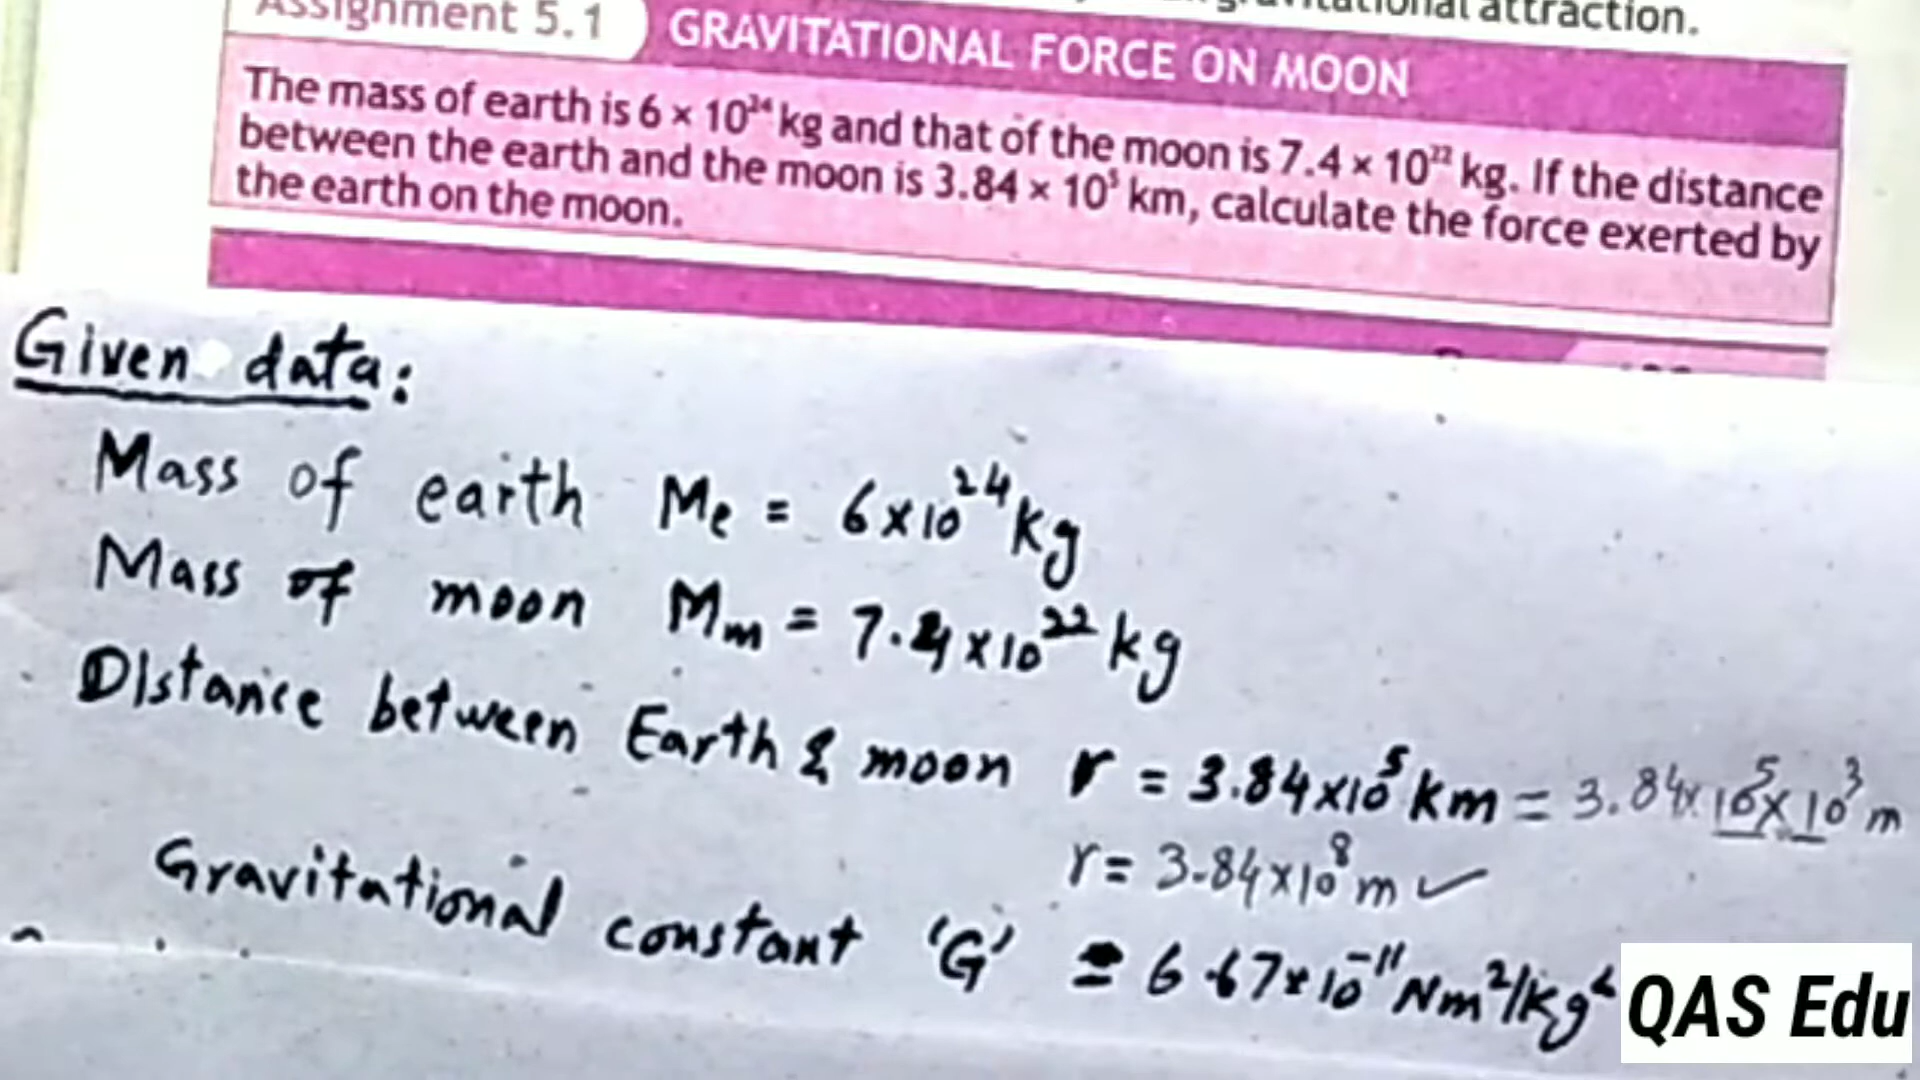 gravitational attraction.
Assignment 5.1 GRAVITATIONAL FORCE ON MOON
The mass of earth is 6 × 10²⁴ kg and that of the moon is 7.4 × 10²² kg. If the distance
between the earth and the moon is 3.84 × 10⁵ km, calculate the force exerted by
the earth on the moon.
Given data:
Mass of earth Me = 6×10²⁴ kg
Mass of moon Mm = 7.4×10²² kg
Distance between Earth & moon r = 3.84×10⁵ km = 3.84×10⁵×10³ m
r = 3.84×10⁸ m ✓
Gravitational constant 'G' = 6.67×10⁻¹¹ Nm²/kg²
QAS Edu